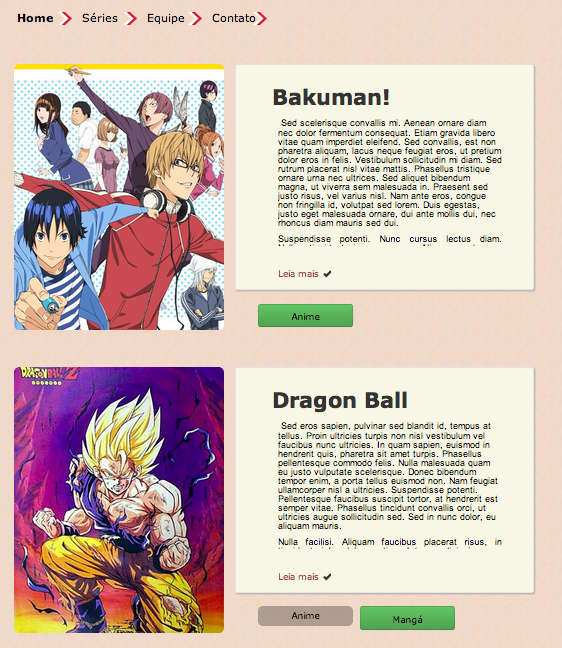 Home Séries Equipe Contato
Bakuman!
Sed scelerisque convallis mi. Aenean ornare diam
nec dolor fermentum consequat. Etiam gravida libero
vitae quam imperdiet eleifend. Sed convallis, est non
pharetra aliquam, lacus neque feugiat eros, ut pretium
dolor eros in felis. Vestibulum sollicitudin mi diam. Sed
rutrum placerat nisl vitae mattis. Phasellus tristique
ornare urna nec ultrices. Sed aliquet bibendum
magna, ut viverra sem malesuada in. Praesent sed
justo risus, vel varius nisl. Nam ante eros, congue
non fringilla id, volutpat sed lorem. Duis egestas,
justo eget malesuada ornare, dui ante mollis dui, nec
rhoncus diam mauris sed dui.
Suspendisse potenti. Nunc cursus lectus diam.
Leia mais
Anime
DRAGON BALL Z
Dragon Ball
Sed eros sapien, pulvinar sed blandit id, tempus at
tellus. Proin ultricies turpis non nisl vestibulum vel
faucibus nunc ultricies. In quam sapien, euismod in
hendrerit quis, pharetra sit amet turpis. Phasellus
pellentesque commodo felis. Nulla malesuada quam
eu justo vulputate scelerisque. Donec bibendum
tempor enim, a porta tellus euismod non. Nam feugiat
ullamcorper nisl a ultricies. Suspendisse potenti.
Pellentesque faucibus suscipit tortor, at hendrerit est
semper vitae. Phasellus tincidunt convallis orci, ut
ultricies augue sollicitudin sed. Sed in nunc dolor, eu
aliquam mauris.
Nulla facilisi. Aliquam faucibus placerat risus, in
Leia mais
Anime Mangá